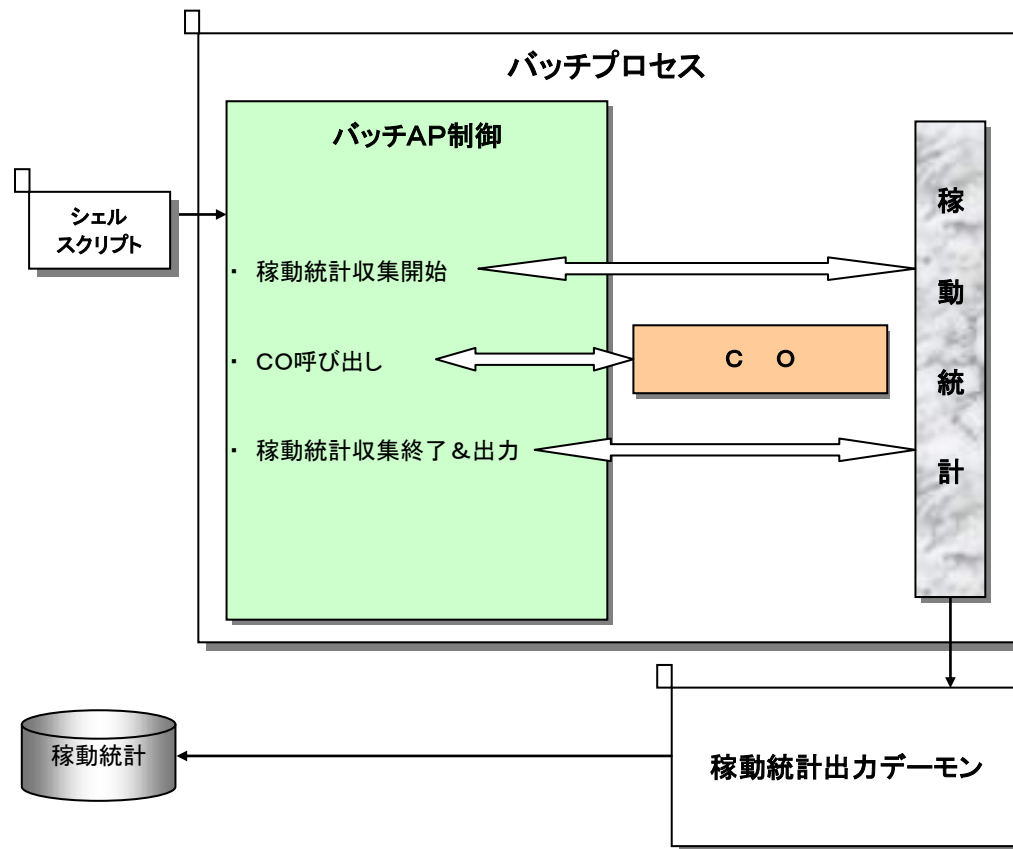 バッチプロセス
バッチAP制御
シェル
スクリプト
・ 稼動統計収集開始
・ CO呼び出し
C O
・ 稼動統計収集終了&出力
稼動統計
稼動統計出力デーモン
稼動統計